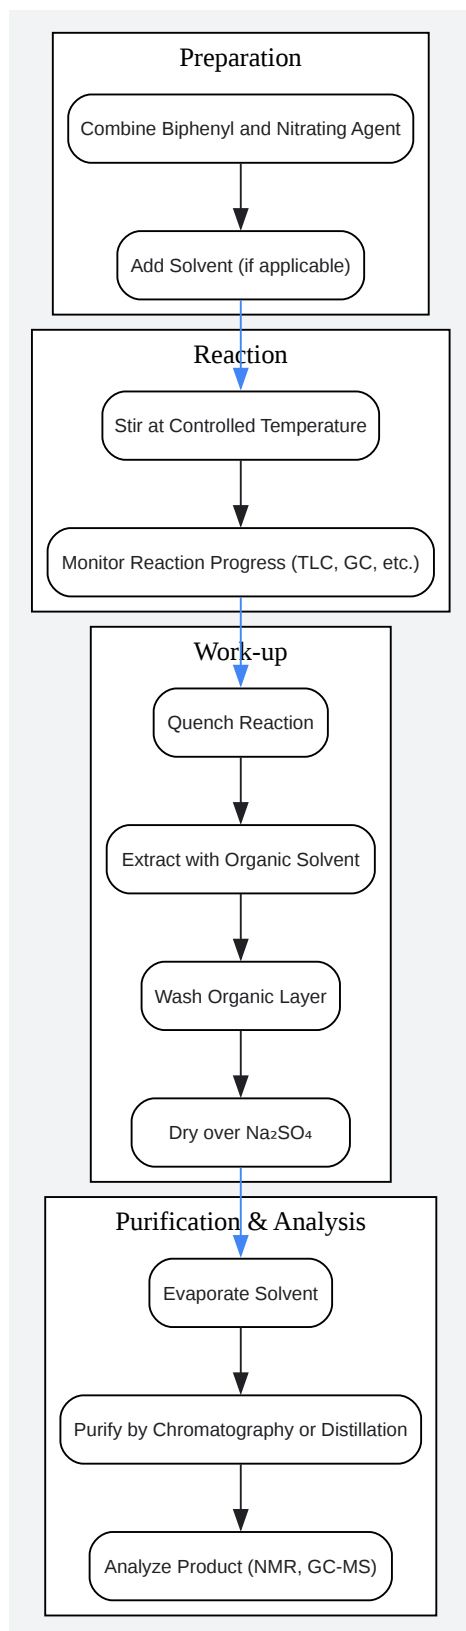 Preparation
Combine Biphenyl and Nitrating Agent
Add Solvent (if applicable)
Reaction
Stir at Controlled Temperature
Monitor Reaction Progress (TLC, GC, etc.)
Work-up
Quench Reaction
Extract with Organic Solvent
Wash Organic Layer
Dry over Na₂SO₄
Purification & Analysis
Evaporate Solvent
Purify by Chromatography or Distillation
Analyze Product (NMR, GC-MS)